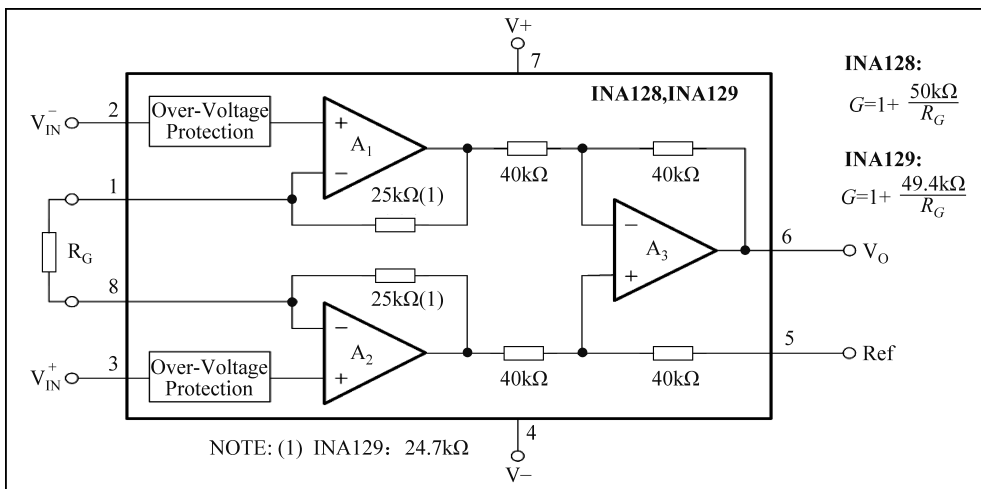 V+
7
INA128,INA129
INA128:
G=1+ 50kΩ/R_G
INA129:
G=1+ 49.4kΩ/R_G
2
V⁻_IN
Over-Voltage
Protection
+
A₁
−
40kΩ
40kΩ
1
25kΩ(1)
R_G
−
A₃
+
6
V_O
8
25kΩ(1)
−
A₂
+
5
Ref
3
V⁺_IN
Over-Voltage
Protection
40kΩ
40kΩ
4
V−
NOTE: (1) INA129：24.7kΩ